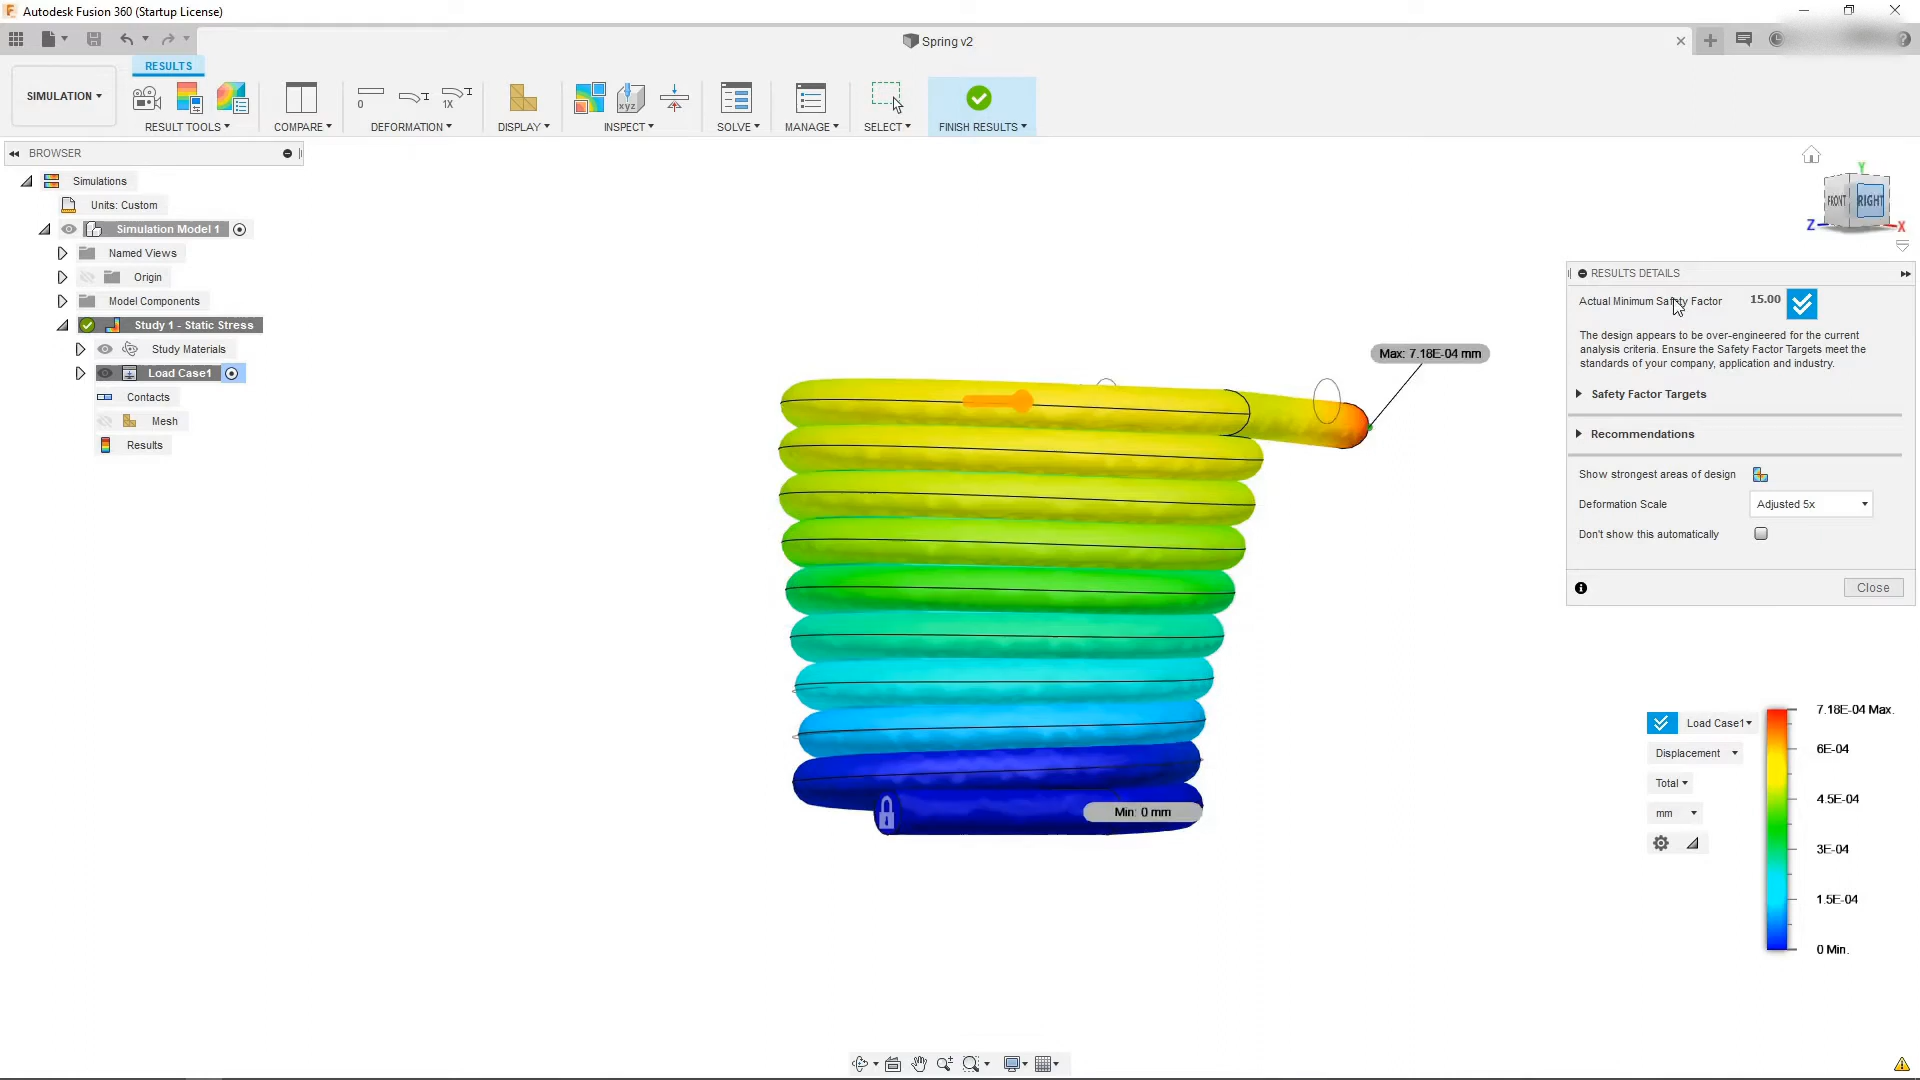 Autodesk Fusion 360 (Startup License)
Spring v2
RESULTS
SIMULATION
RESULT TOOLS
COMPARE
DEFORMATION
DISPLAY
INSPECT
SOLVE
MANAGE
SELECT
FINISH RESULTS
0
1X
xyz
BROWSER
Simulations
Units: Custom
Simulation Model 1
Named Views
Origin
Model Components
Study 1 - Static Stress
Study Materials
Load Case1
Contacts
Mesh
Results
Y
FRONT
RIGHT
Z
X
RESULTS DETAILS
Actual Minimum Safety Factor 15.00
The design appears to be over-engineered for the current
analysis criteria. Ensure the Safety Factor Targets meet the
standards of your company, application and industry.
Safety Factor Targets
Recommendations
Show strongest areas of design
Deformation Scale Adjusted 5x
Don't show this automatically
Close
Max: 7.18E-04 mm
Min: 0 mm
Load Case1
Displacement
Total
mm
7.18E-04 Max.
6E-04
4.5E-04
3E-04
1.5E-04
0 Min.